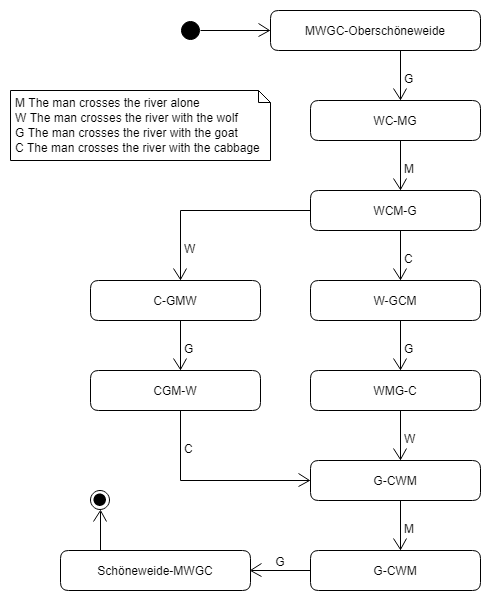 MWGC-Oberschöneweide
G
M The man crosses the river alone
W The man crosses the river with the wolf
G The man crosses the river with the goat
C The man crosses the river with the cabbage
WC-MG
M
WCM-G
W
C
C-GMW
W-GCM
G
G
CGM-W
WMG-C
C
W
G-CWM
M
Schöneweide-MWGC
G
G-CWM